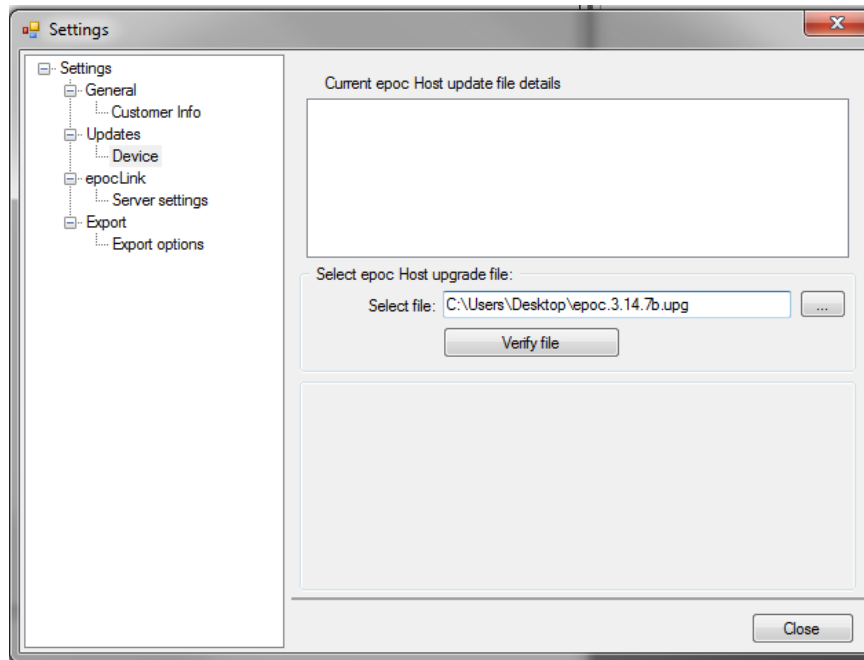 Settings
Settings
General
Customer Info
Updates
Device
epocLink
Server settings
Export
Export options
Current epoc Host update file details
Select epoc Host upgrade file:
Select file: C:\Users\Desktop\epoc.3.14.7b.upg ...
Verify file
Close